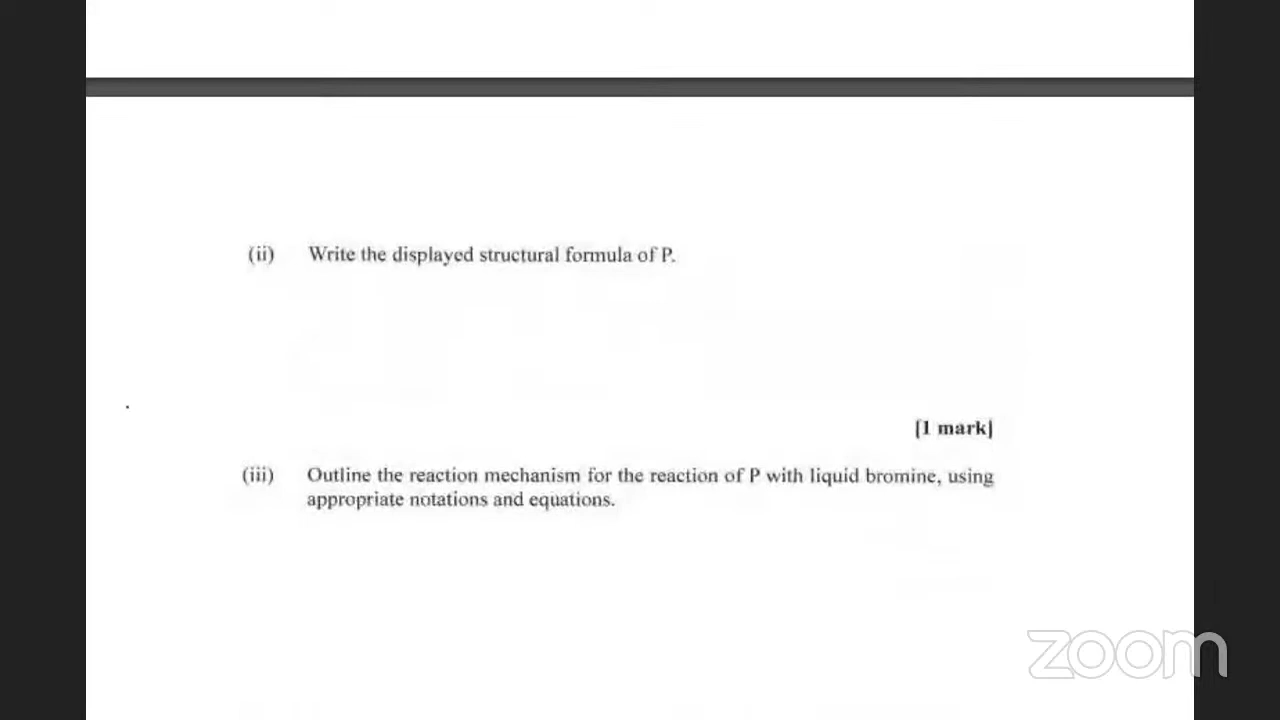 (ii) Write the displayed structural formula of P.
[1 mark]
(iii) Outline the reaction mechanism for the reaction of P with liquid bromine, using
appropriate notations and equations.
zoom